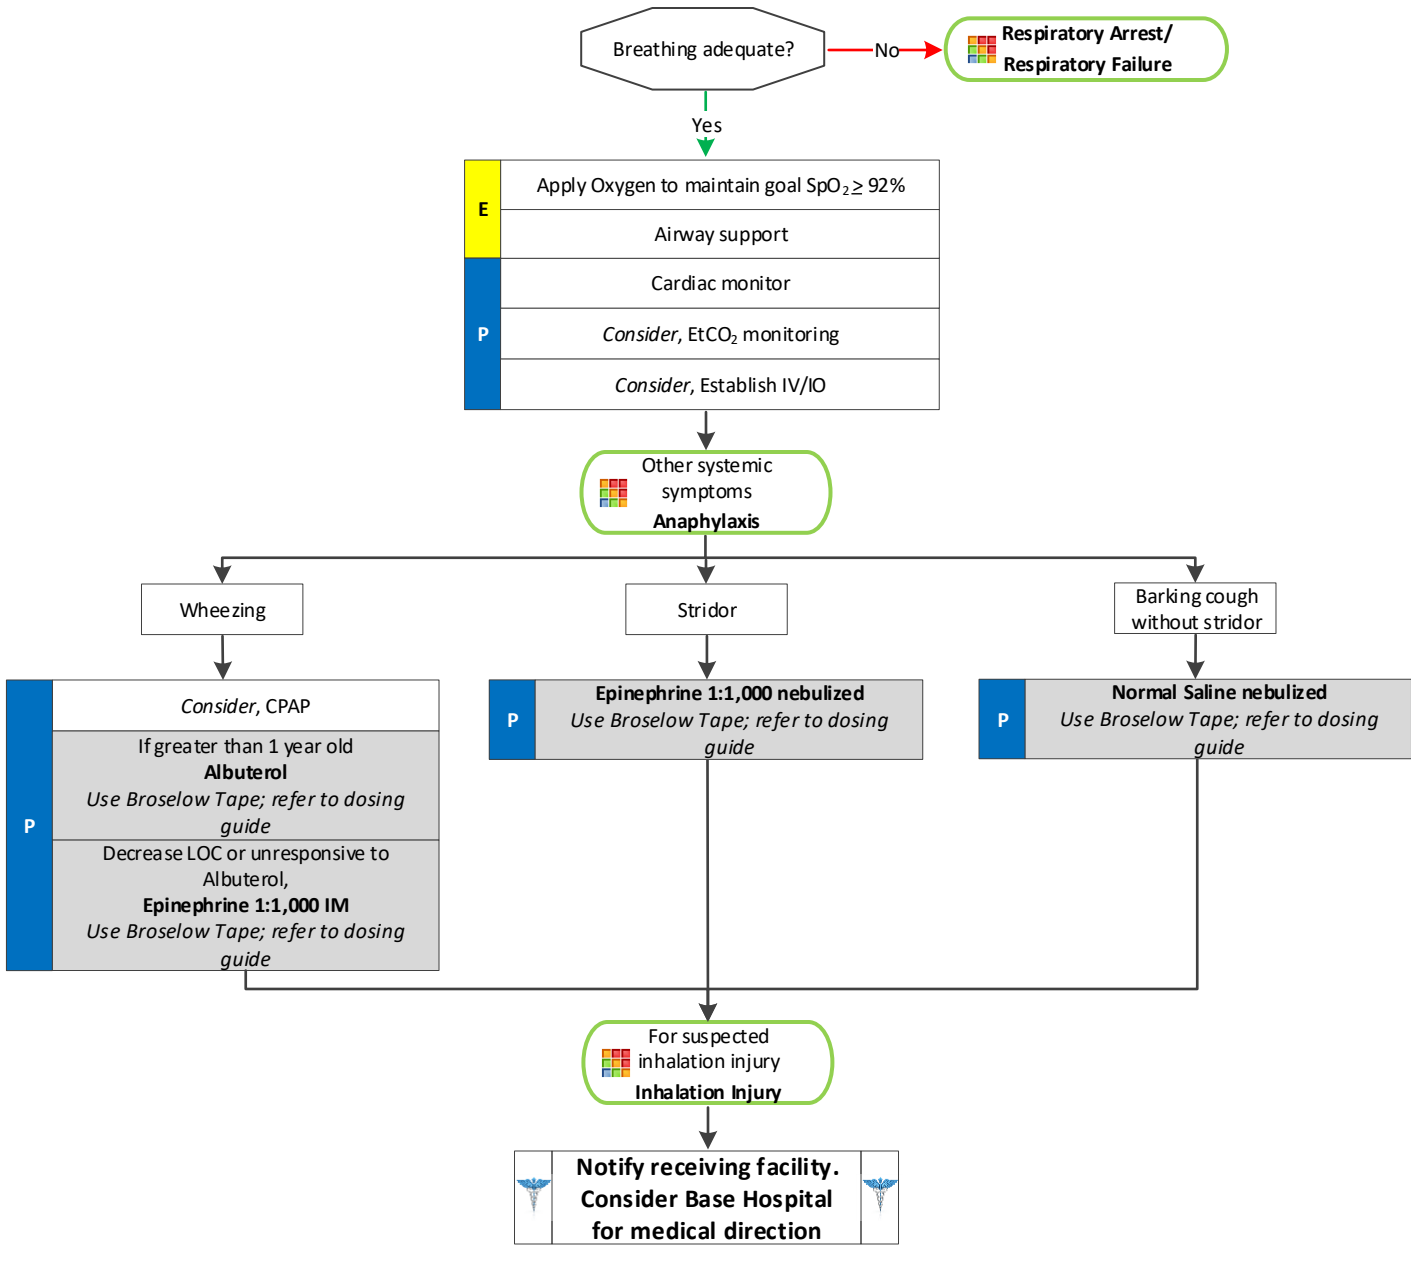 Breathing adequate?
No
Respiratory Arrest/
Respiratory Failure
Yes
E
Apply Oxygen to maintain goal SpO2 ≥ 92%
Airway support
P
Cardiac monitor
Consider, EtCO2 monitoring
Consider, Establish IV/IO
Other systemic
symptoms
Anaphylaxis
Wheezing
Stridor
Barking cough
without stridor
P
Consider, CPAP
If greater than 1 year old
Albuterol
Use Broselow Tape; refer to dosing
guide
Decrease LOC or unresponsive to
Albuterol,
Epinephrine 1:1,000 IM
Use Broselow Tape; refer to dosing
guide
P
Epinephrine 1:1,000 nebulized
Use Broselow Tape; refer to dosing
guide
P
Normal Saline nebulized
Use Broselow Tape; refer to dosing
guide
For suspected
inhalation injury
Inhalation Injury
Notify receiving facility.
Consider Base Hospital
for medical direction